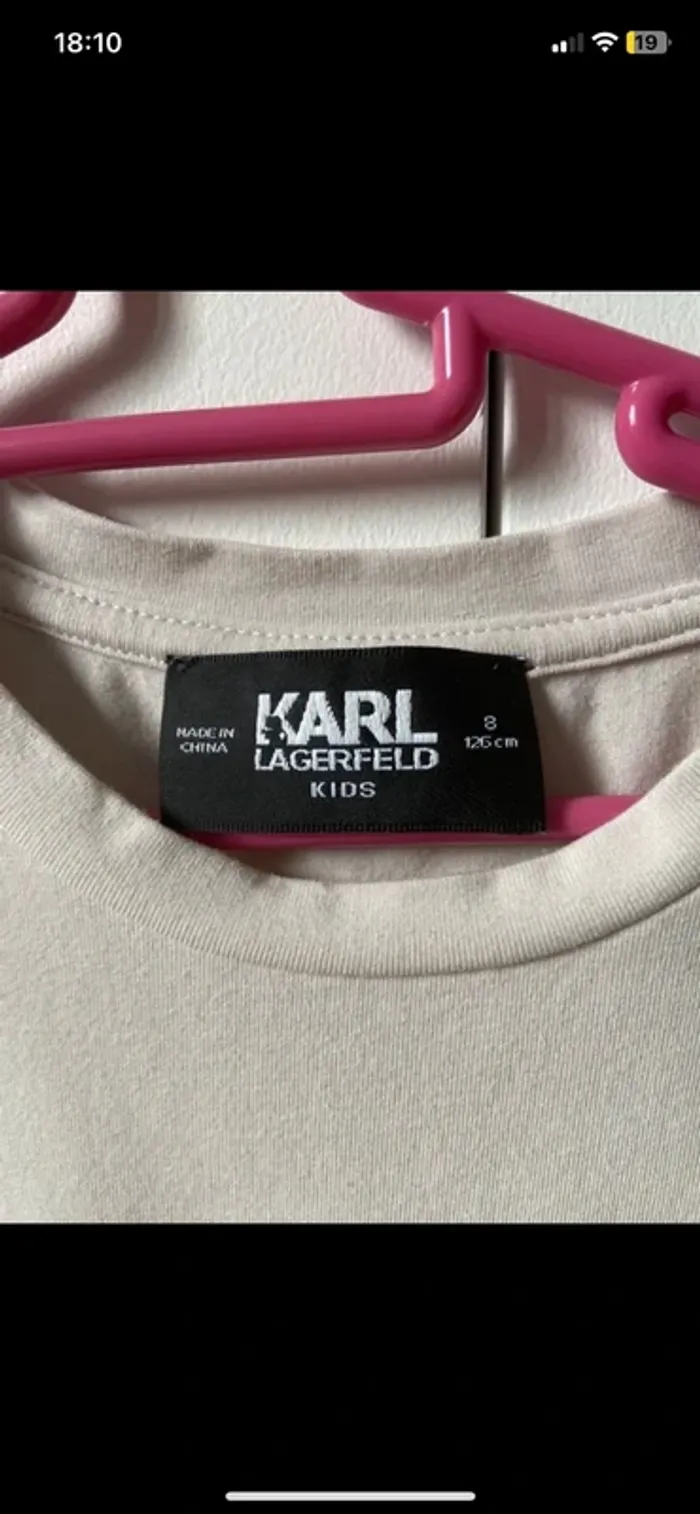 18:10
19
MADE IN
CHINA
KARL
LAGERFELD
KIDS
8
126 cm